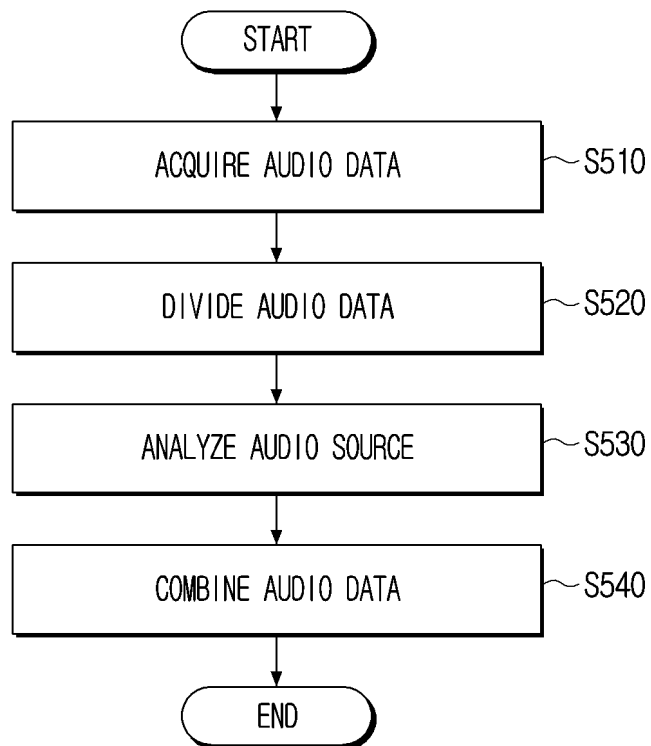 START
ACQUIRE AUDIO DATA
S510
DIVIDE AUDIO DATA
S520
ANALYZE AUDIO SOURCE
S530
COMBINE AUDIO DATA
S540
END